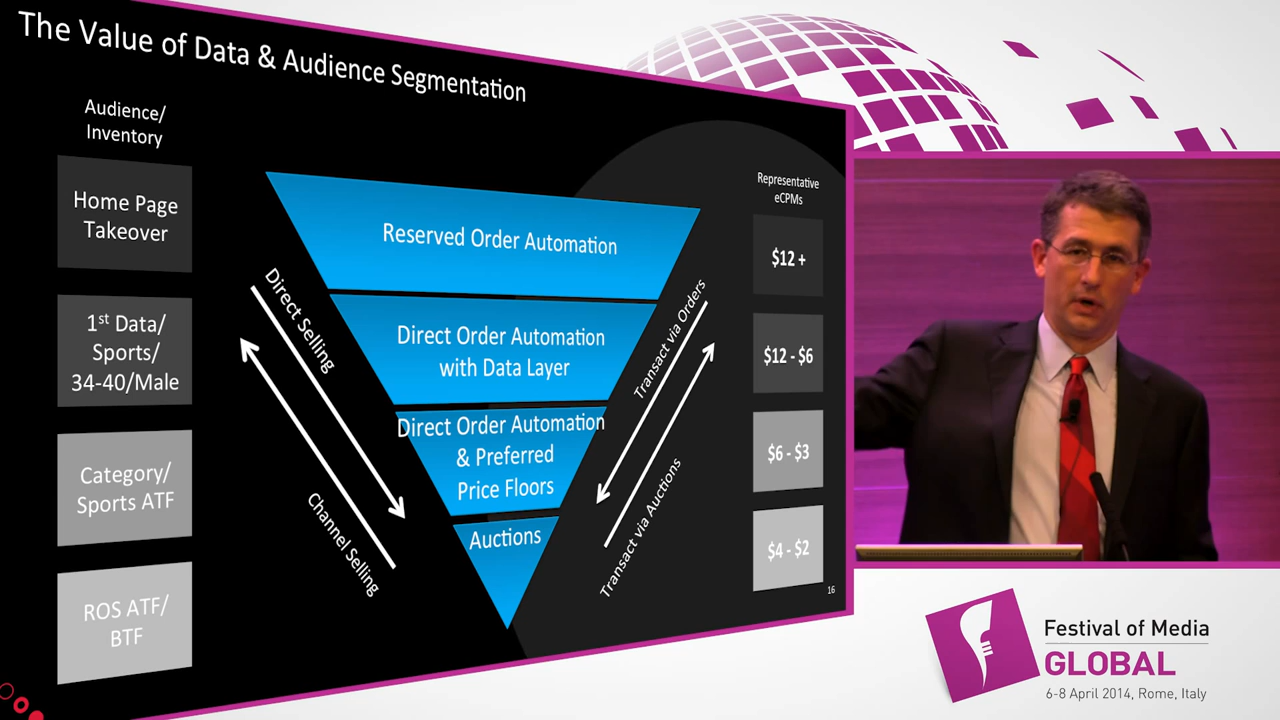 The Value of Data & Audience Segmentation
Audience/
Inventory
Home Page
Takeover
1st Data/
Sports/
34-40/Male
Category/
Sports ATF
ROS ATF/
BTF
Direct Selling
Channel Selling
Reserved Order Automation
Direct Order Automation
with Data Layer
Direct Order Automation
& Preferred
Price Floors
Auctions
Transact via Orders
Transact via Auctions
Representative
eCPMs
$12 +
$12 - $6
$6 - $3
$4 - $2
16
Festival of Media
GLOBAL
6-8 April 2014, Rome, Italy